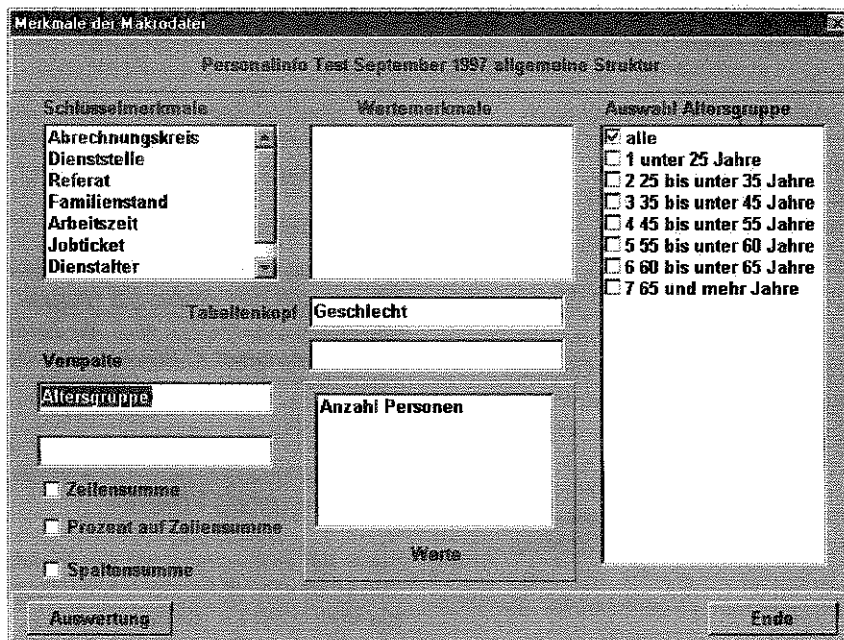 Merkmale der Makrodatei
Personalinfo Test September 1997 allgemeine Struktur
Schlüsselmerkmale
Abrechnungskreis
Dienststelle
Referat
Familienstand
Arbeitszeit
Jobticket
Dienstalter
Wertemerkmale
Auswahl Altersgruppe
alle
1 unter 25 Jahre
2 25 bis unter 35 Jahre
3 35 bis unter 45 Jahre
4 45 bis unter 55 Jahre
5 55 bis unter 60 Jahre
6 60 bis unter 65 Jahre
7 65 und mehr Jahre
Tabellenkopf
Geschlecht
Vorspalte
Altersgruppe
Anzahl Personen
Werte
Zeilensumme
Prozent auf Zeilensumme
Spaltensumme
Auswertung
Ende